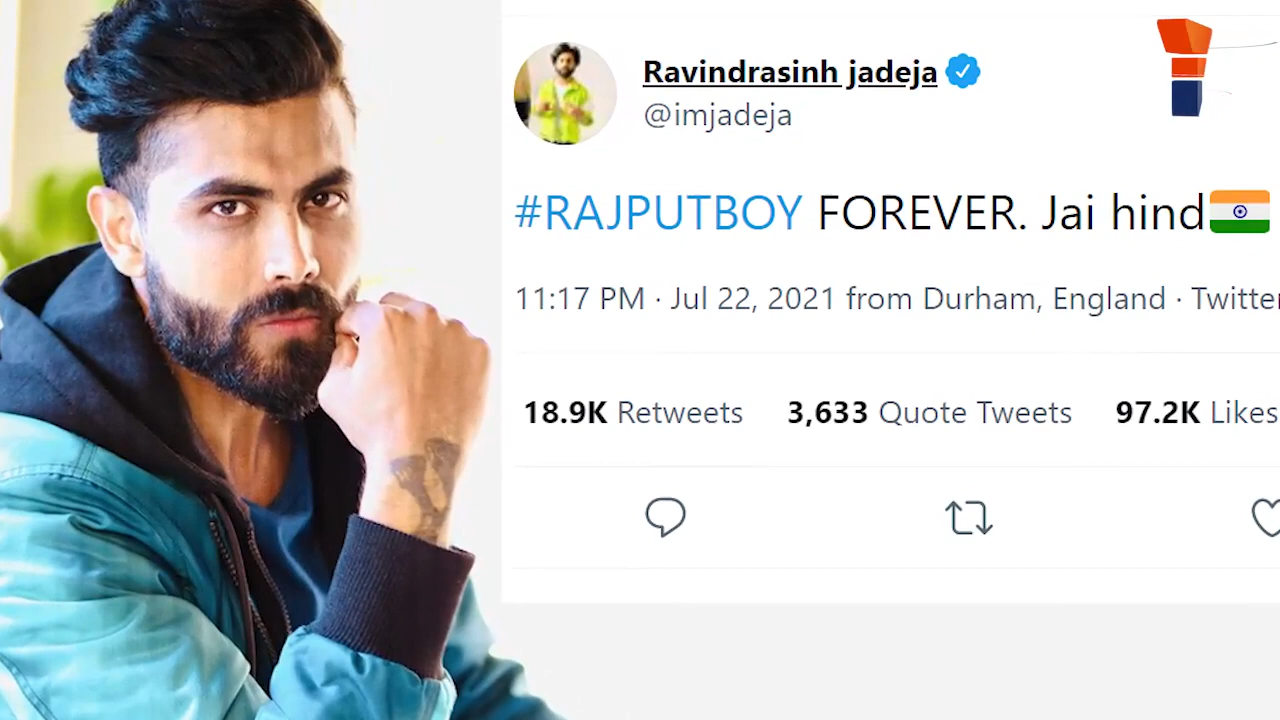 Ravindrasinh jadeja
@imjadeja
#RAJPUTBOY FOREVER. Jai hind
11:17 PM · Jul 22, 2021 from Durham, England · Twitter
18.9K Retweets 3,633 Quote Tweets 97.2K Likes